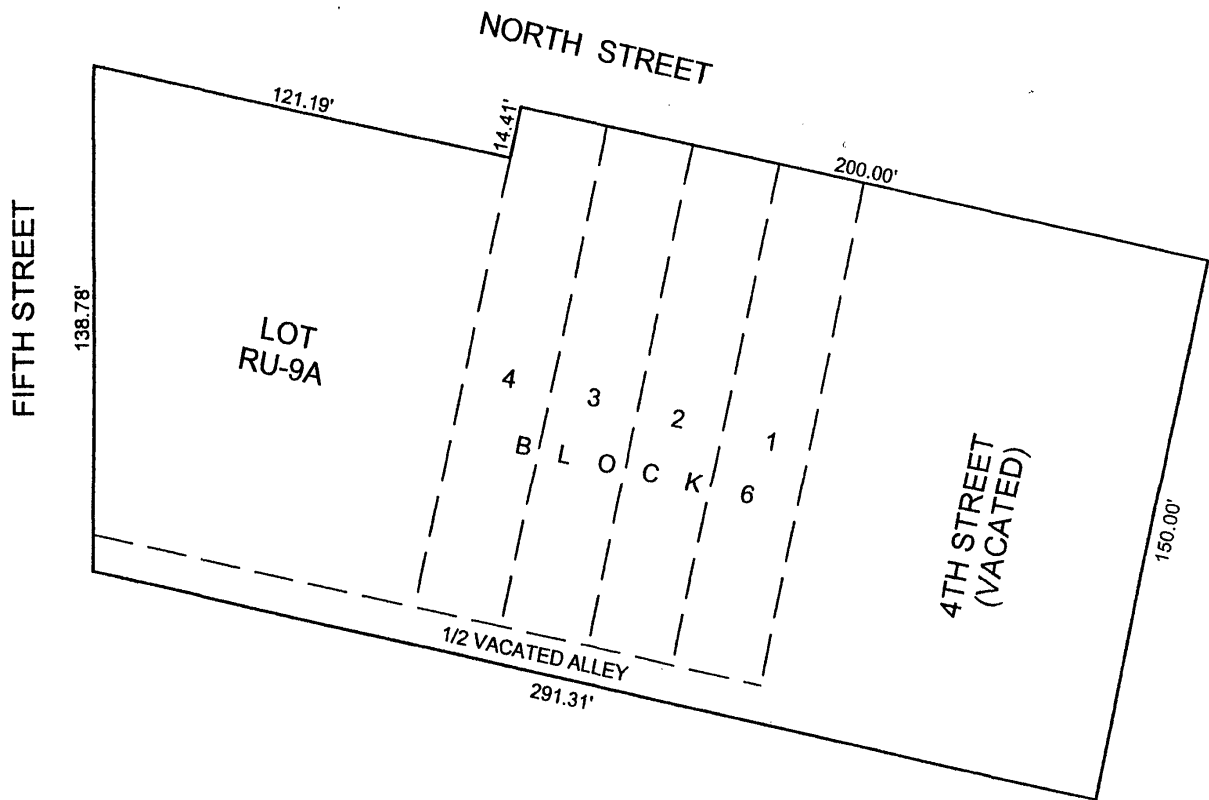 NORTH STREET
121.19'
14.41'
200.00'
FIFTH STREET
138.78'
LOT
RU-9A
4
3
2
1
BLOCK 6
4TH STREET
(VACATED)
150.00'
1/2 VACATED ALLEY
291.31'